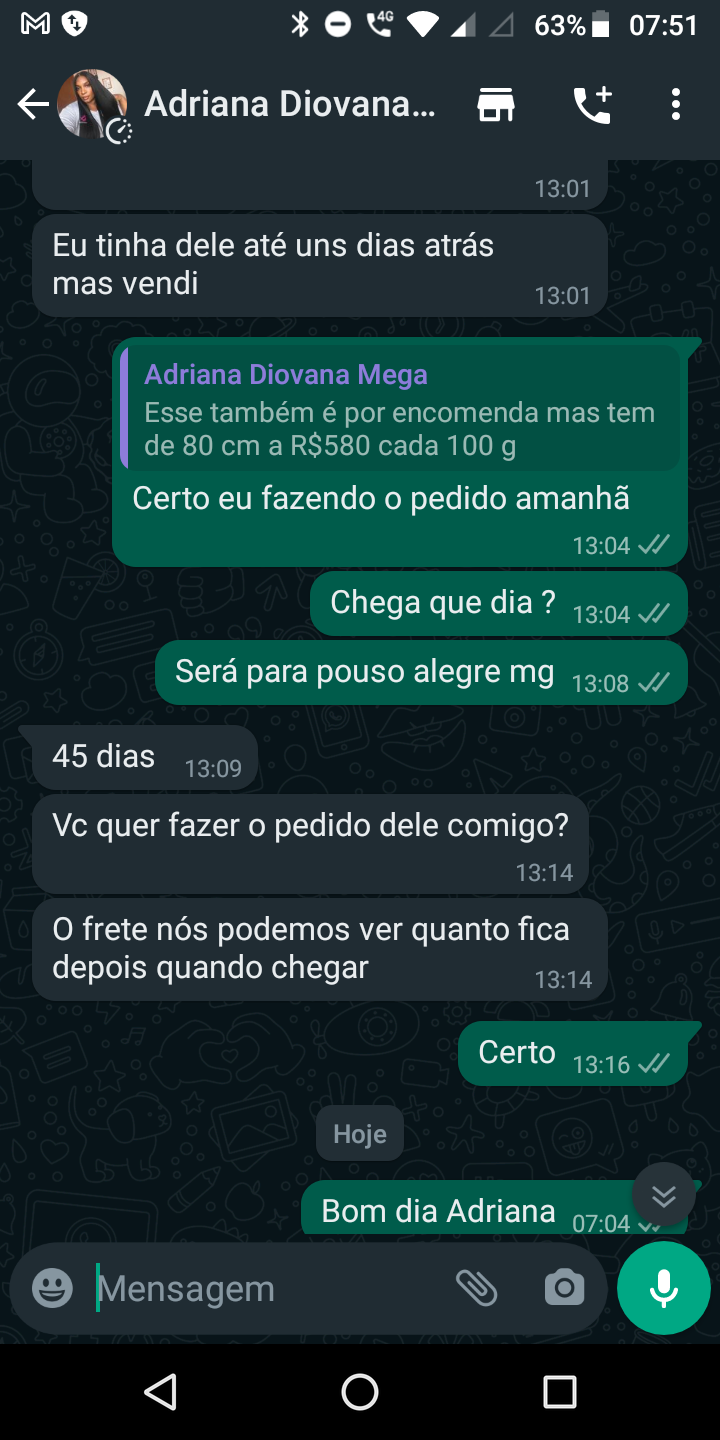 4G 63% 07:51
Adriana Diovana...
13:01
Eu tinha dele até uns dias atrás
mas vendi
13:01
Adriana Diovana Mega
Esse também é por encomenda mas tem
de 80 cm a R$580 cada 100 g
Certo eu fazendo o pedido amanhã
13:04
Chega que dia ? 13:04
Será para pouso alegre mg 13:08
45 dias 13:09
Vc quer fazer o pedido dele comigo?
13:14
O frete nós podemos ver quanto fica
depois quando chegar
13:14
Certo 13:16
Hoje
Bom dia Adriana 07:04
Mensagem